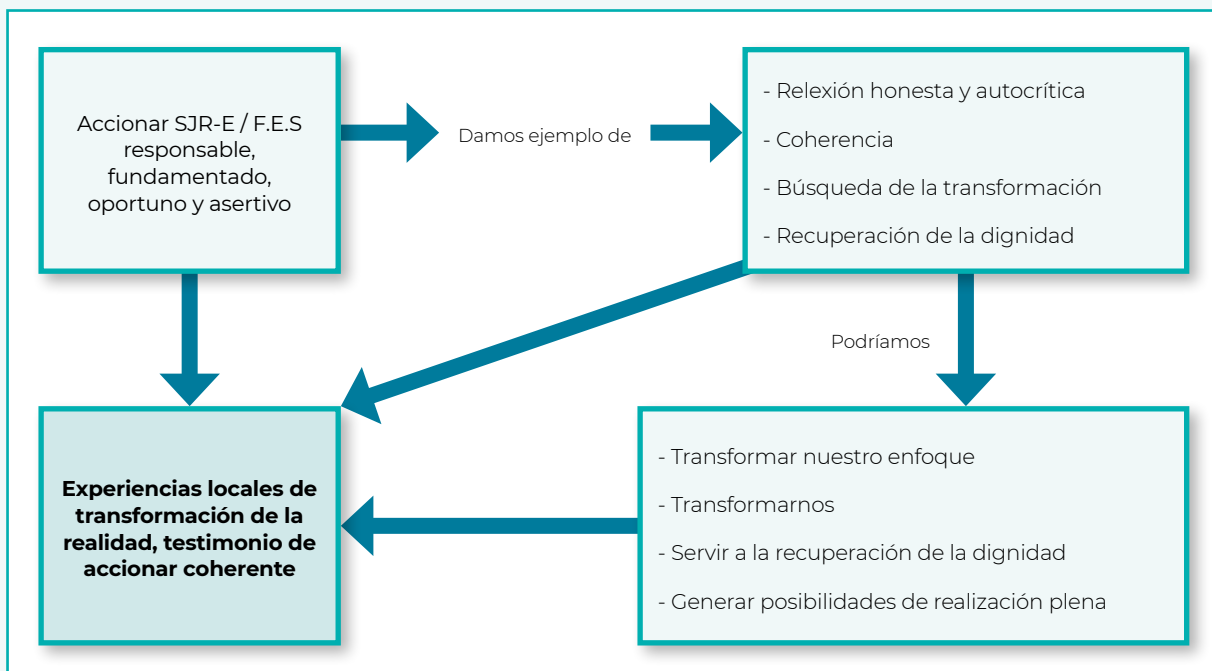 Accionar SJR-E / F.E.S
responsable,
fundamentado,
oportuno y asertivo
Damos ejemplo de
- Relexión honesta y autocrítica
- Coherencia
- Búsqueda de la transformación
- Recuperación de la dignidad
Podríamos
Experiencias locales de
transformación de la
realidad, testimonio de
accionar coherente
- Transformar nuestro enfoque
- Transformarnos
- Servir a la recuperación de la dignidad
- Generar posibilidades de realización plena